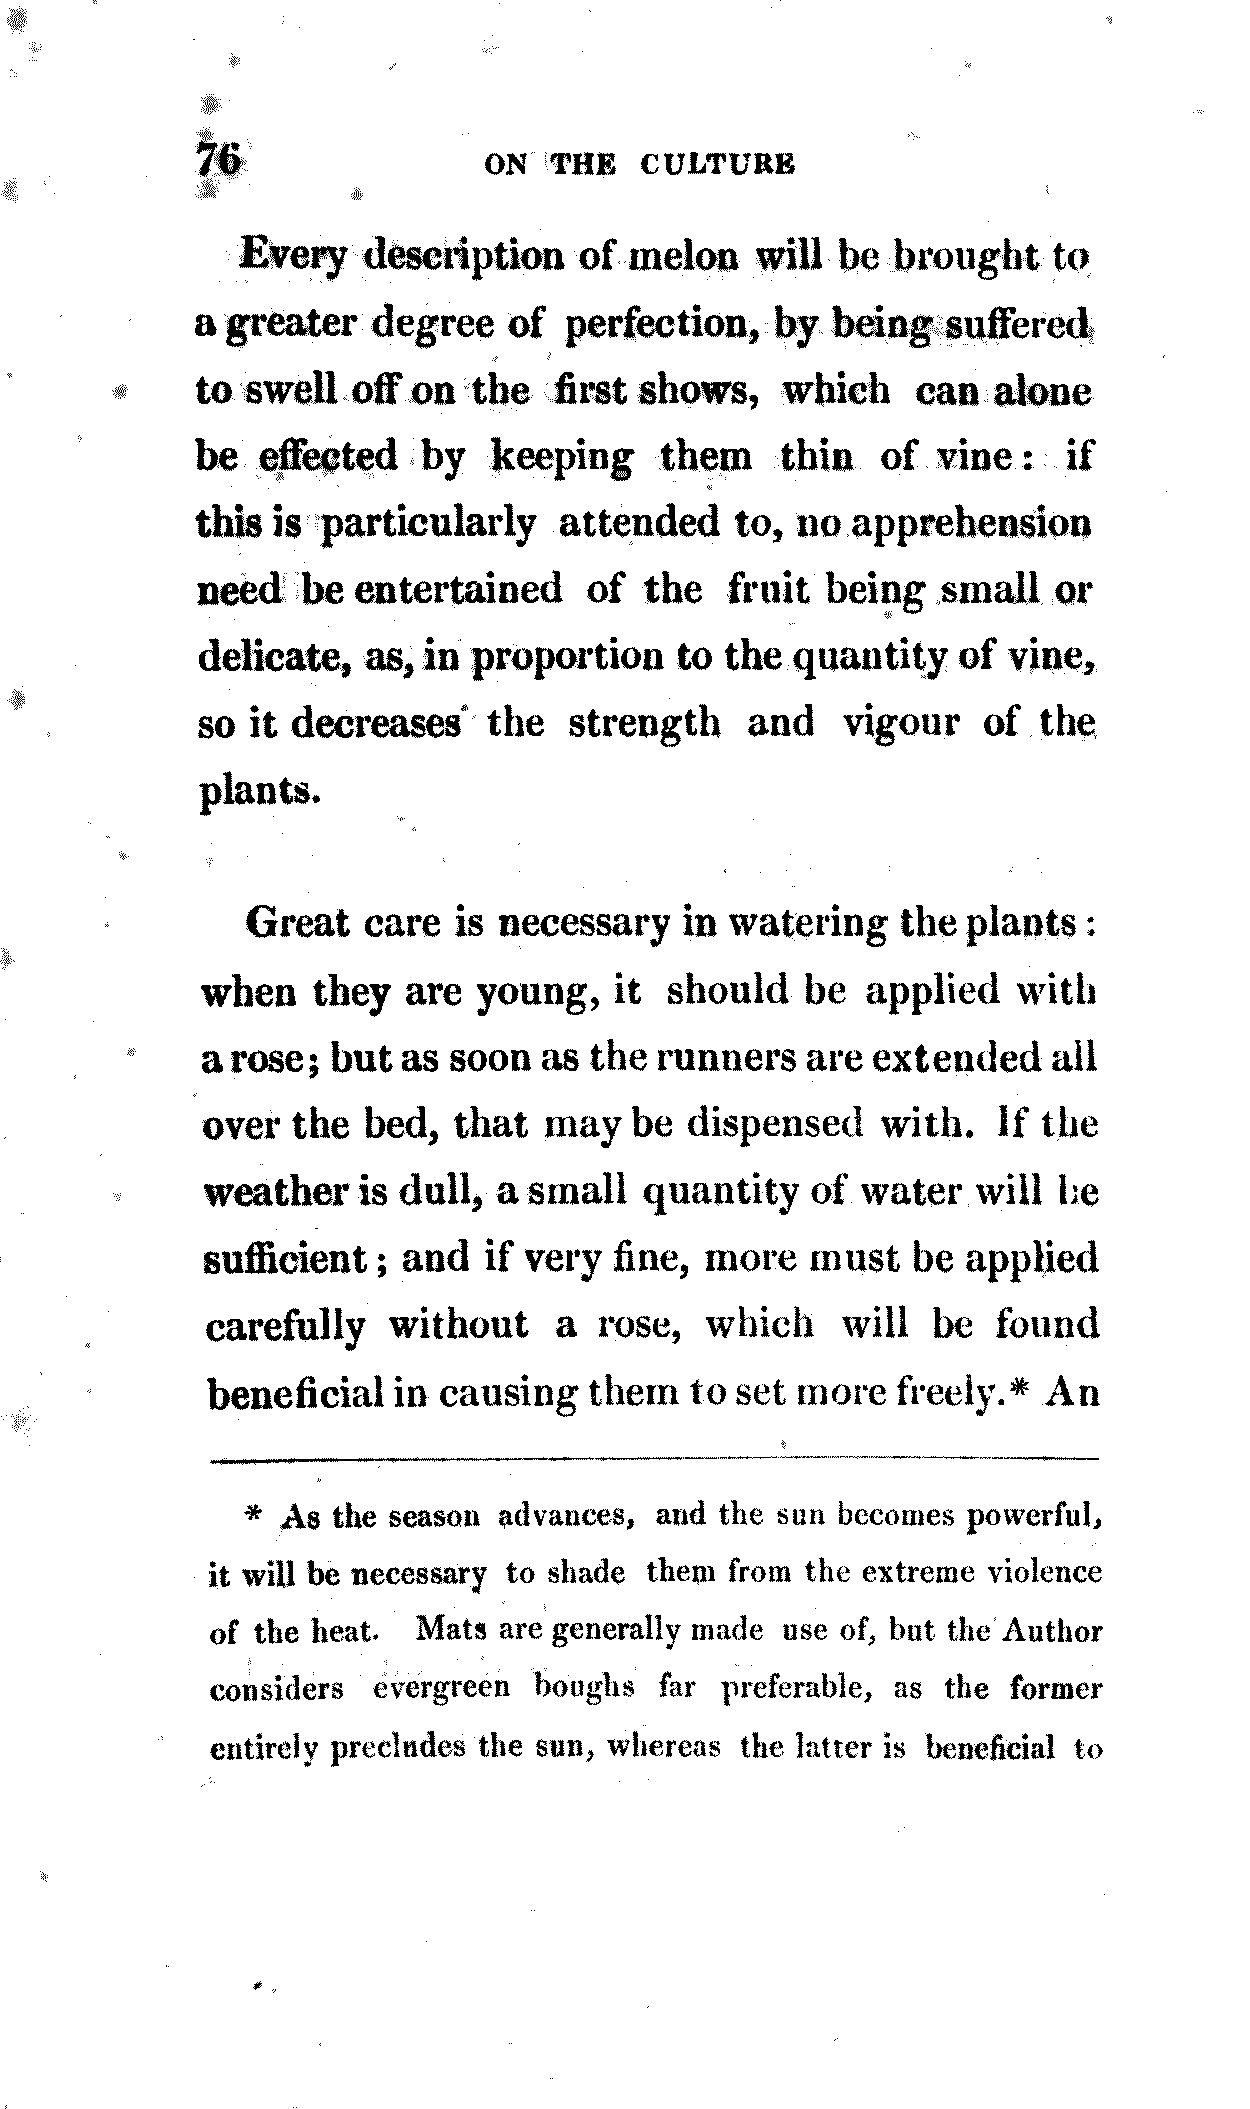 76 ON THE CULTURE
Every description of melon will be brought to
a greater degree of perfection, by being suffered
to swell off on the first shows, which can alone
be effected by keeping them thin of vine: if
this is particularly attended to, no apprehension
need be entertained of the fruit being small or
delicate, as, in proportion to the quantity of vine,
so it decreases the strength and vigour of the
plants.
Great care is necessary in watering the plants:
when they are young, it should be applied with
a rose; but as soon as the runners are extended all
over the bed, that may be dispensed with. If the
weather is dull, a small quantity of water will be
sufficient; and if very fine, more must be applied
carefully without a rose, which will be found
beneficial in causing them to set more freely.* An
* As the season advances, and the sun becomes powerful,
it will be necessary to shade them from the extreme violence
of the heat. Mats are generally made use of, but the Author
considers evergreen boughs far preferable, as the former
entirely precludes the sun, whereas the latter is beneficial to